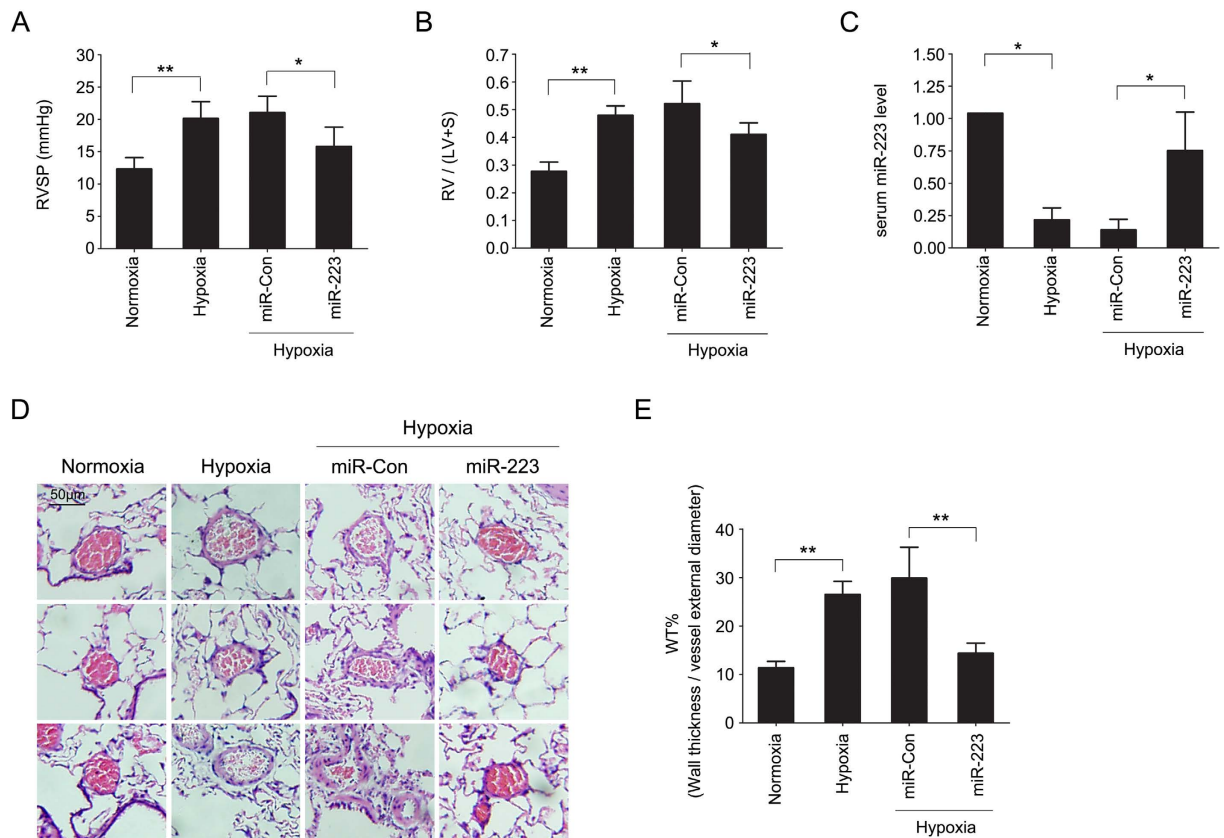 A
RVSP (mmHg)
30
25
20
15
10
5
0
**
*
Normoxia
Hypoxia
miR-Con
miR-223
Hypoxia
B
RV / (LV+S)
0.7
0.6
0.5
0.4
0.3
0.2
0.1
0.0
**
*
Normoxia
Hypoxia
miR-Con
miR-223
Hypoxia
C
serum miR-223 level
1.50
1.25
1.00
0.75
0.50
0.25
0.00
*
*
Normoxia
Hypoxia
miR-Con
miR-223
Hypoxia
D
Hypoxia
Normoxia Hypoxia miR-Con miR-223
50μm
E
WT%
(Wall thickness / vessel external diameter)
40
30
20
10
0
**
**
Normoxia
Hypoxia
miR-Con
miR-223
Hypoxia